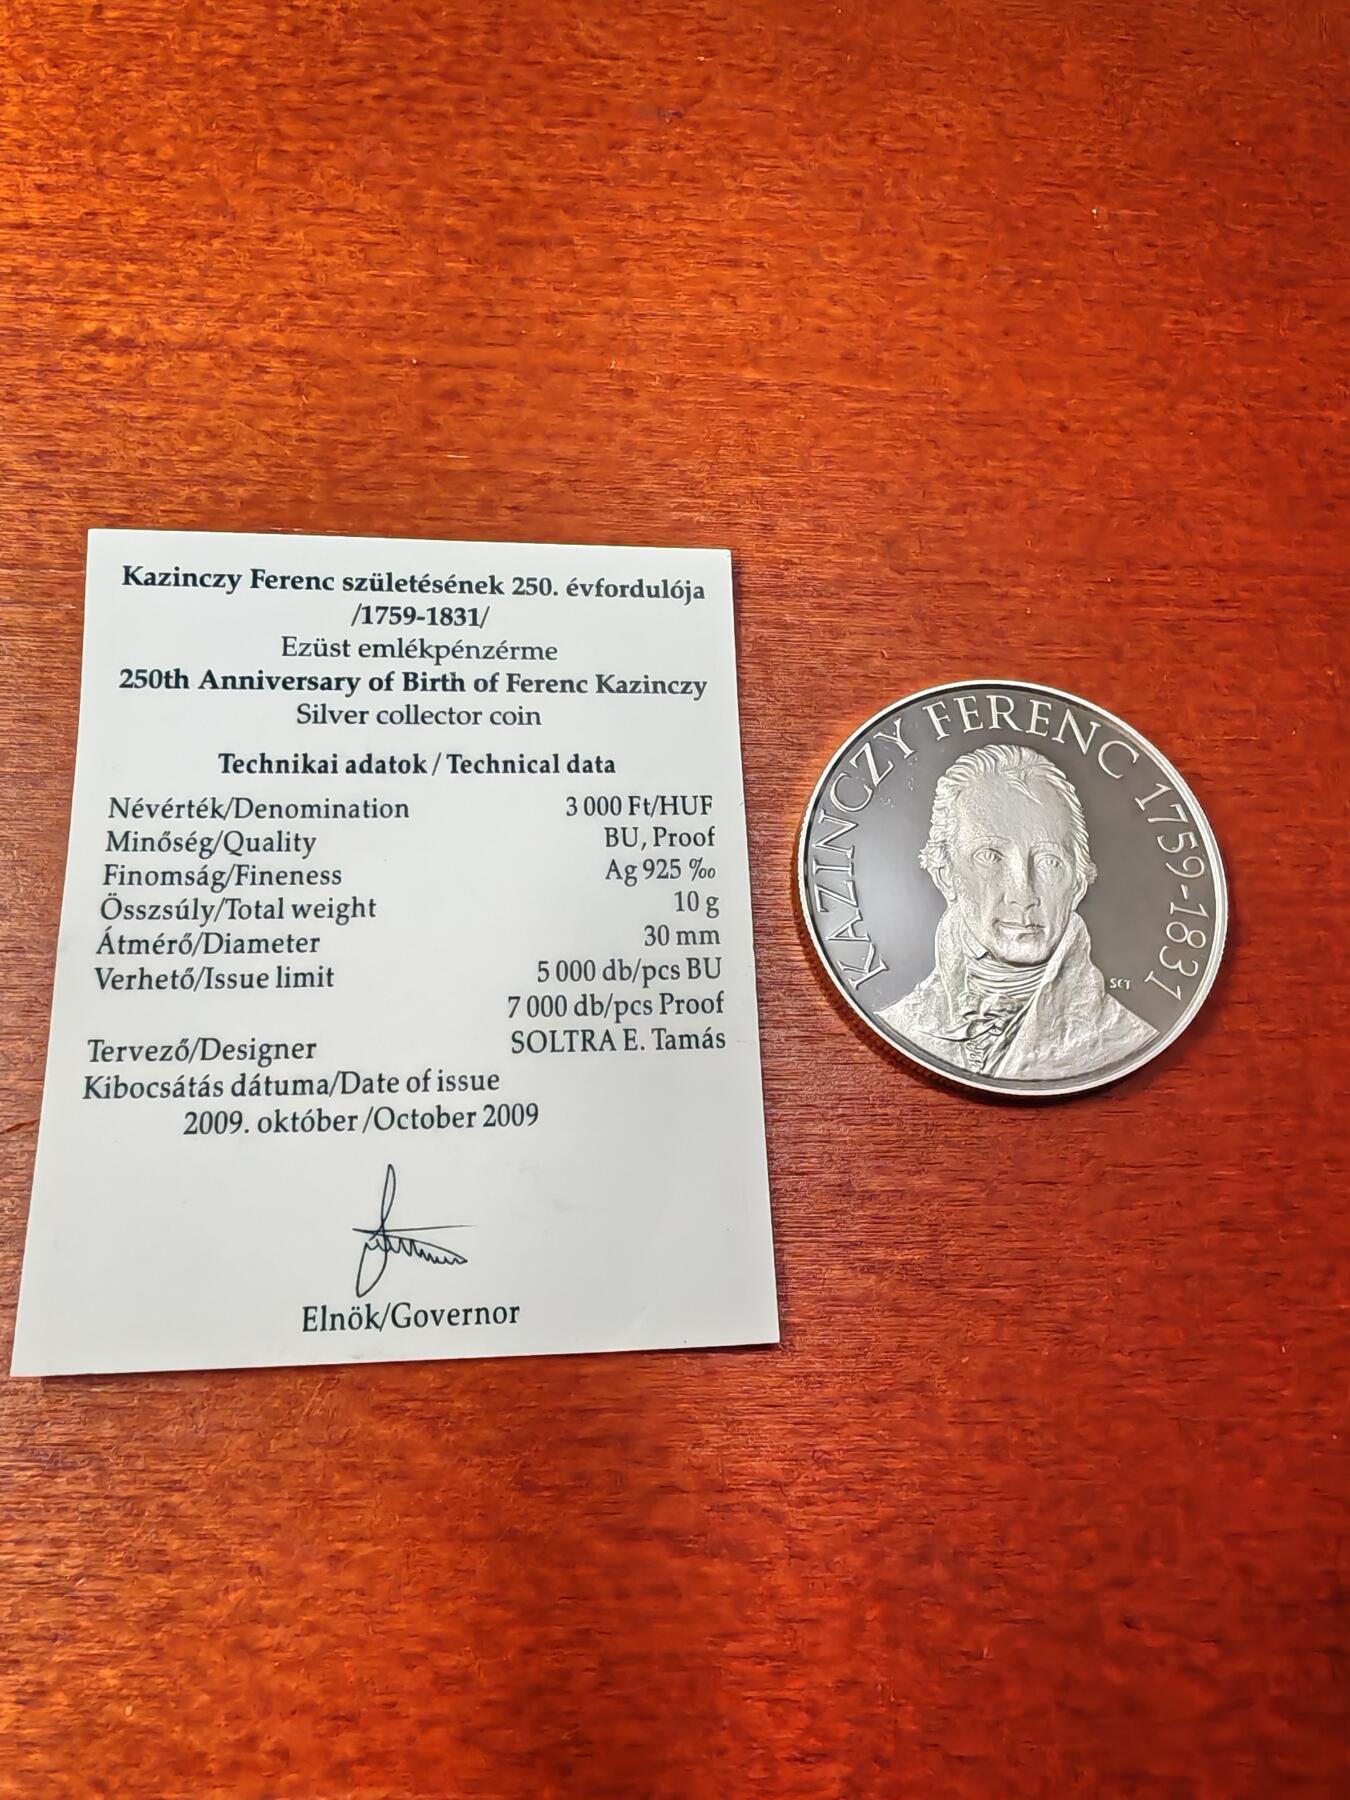 Kazinczy Ferenc születésének 250. évfordulója
/1759-1831/
Ezüst emlékpénzérme
250th Anniversary of Birth of Ferenc Kazinczy
Silver collector coin
Technikai adatok / Technical data
Névérték/Denomination 3 000 Ft/HUF
Minőség/Quality BU, Proof
Finomság/Fineness Ag 925 ‰
Összsúly/Total weight 10 g
Átmérő/Diameter 30 mm
Verhető/Issue limit 5 000 db/pcs BU
7 000 db/pcs Proof
Tervező/Designer SOLTRA E. Tamás
Kibocsátás dátuma/Date of issue
2009. október /October 2009
Elnök/Governor
KAZINCZY FERENC 1759-1831
SET